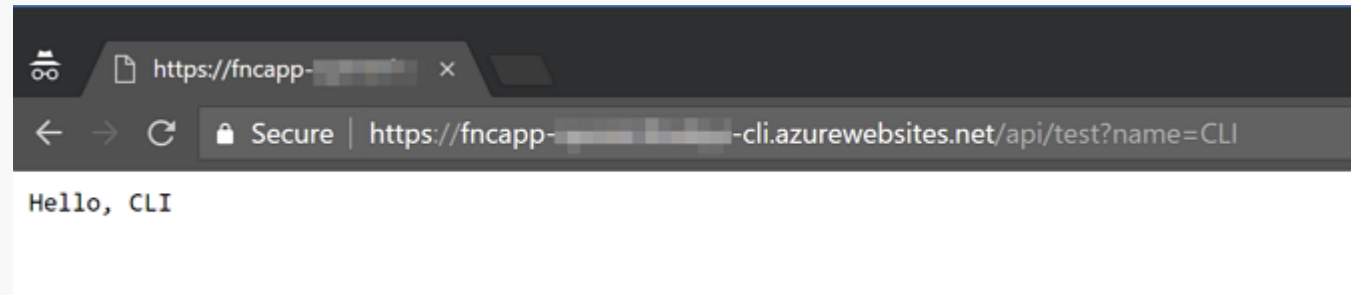 https://fncapp-
Secure | https://fncapp- -cli.azurewebsites.net/api/test?name=CLI
Hello, CLI